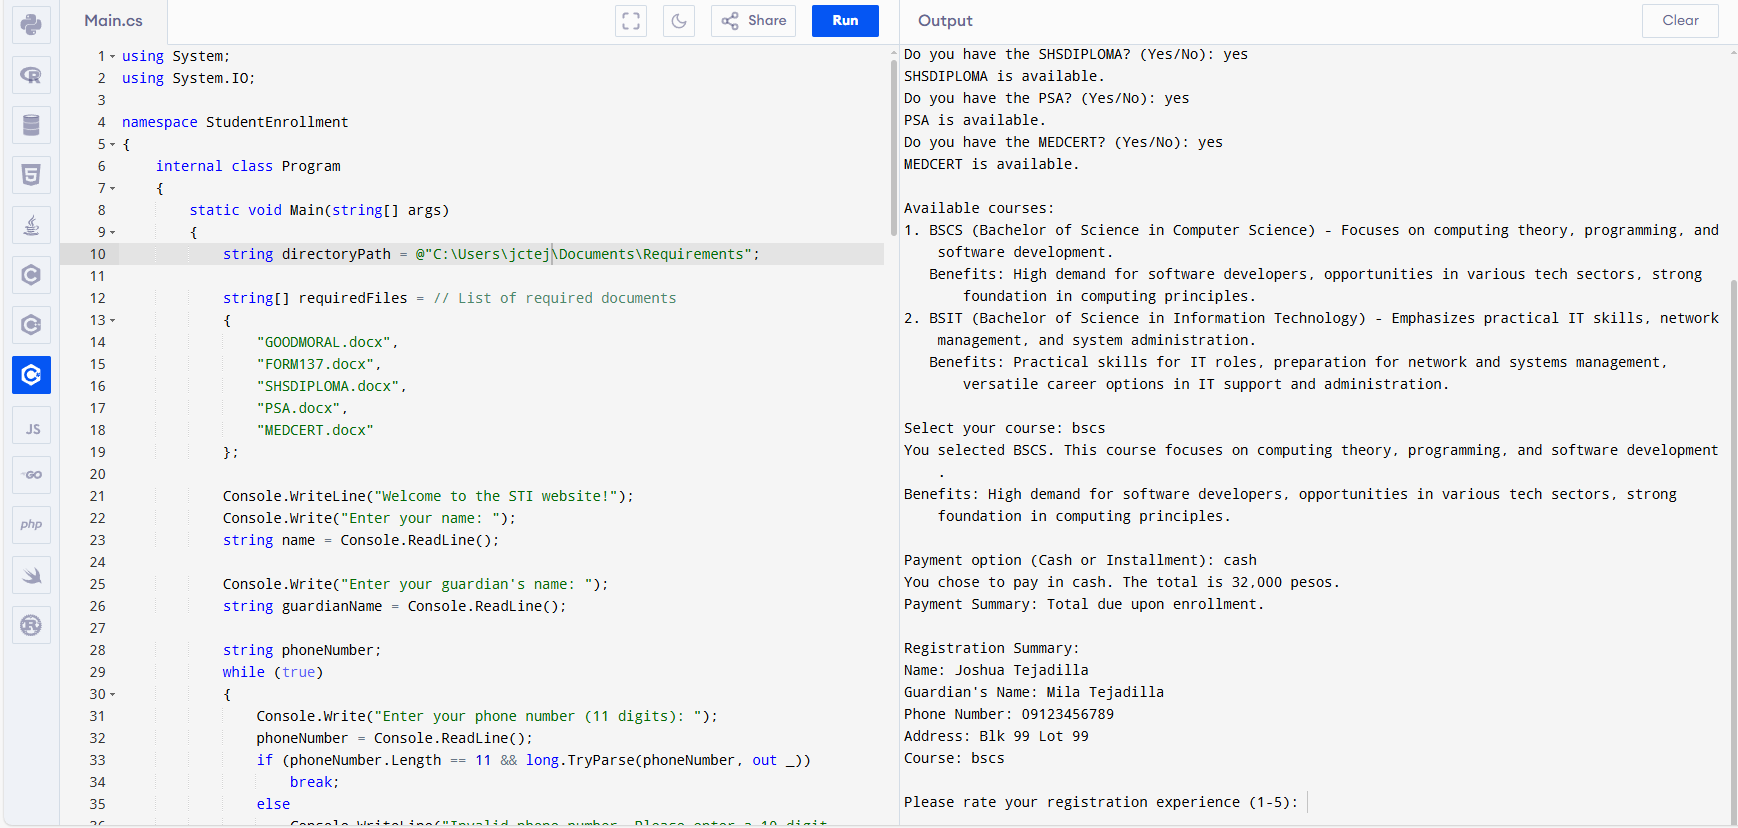 Main.cs
Share
Run
Output
Clear
JS
GO
php
1 using System;
2 using System.IO;
3
4 namespace StudentEnrollment
5 {
6 internal class Program
7 {
8 static void Main(string[] args)
9 {
10 string directoryPath = @"C:\Users\jctej\Documents\Requirements";
11
12 string[] requiredFiles = // List of required documents
13 {
14 "GOODMORAL.docx",
15 "FORM137.docx",
16 "SHSDIPLOMA.docx",
17 "PSA.docx",
18 "MEDCERT.docx"
19 };
20
21 Console.WriteLine("Welcome to the STI website!");
22 Console.Write("Enter your name: ");
23 string name = Console.ReadLine();
24
25 Console.Write("Enter your guardian's name: ");
26 string guardianName = Console.ReadLine();
27
28 string phoneNumber;
29 while (true)
30 {
31 Console.Write("Enter your phone number (11 digits): ");
32 phoneNumber = Console.ReadLine();
33 if (phoneNumber.Length == 11 && long.TryParse(phoneNumber, out _))
34 break;
35 else
36 Console.WriteLine("Invalid phone number. Please enter a 10-digit
Do you have the SHSDIPLOMA? (Yes/No): yes
SHSDIPLOMA is available.
Do you have the PSA? (Yes/No): yes
PSA is available.
Do you have the MEDCERT? (Yes/No): yes
MEDCERT is available.
Available courses:
1. BSCS (Bachelor of Science in Computer Science) - Focuses on computing theory, programming, and
software development.
Benefits: High demand for software developers, opportunities in various tech sectors, strong
foundation in computing principles.
2. BSIT (Bachelor of Science in Information Technology) - Emphasizes practical IT skills, network
management, and system administration.
Benefits: Practical skills for IT roles, preparation for network and systems management,
versatile career options in IT support and administration.
Select your course: bscs
You selected BSCS. This course focuses on computing theory, programming, and software development
.
Benefits: High demand for software developers, opportunities in various tech sectors, strong
foundation in computing principles.
Payment option (Cash or Installment): cash
You chose to pay in cash. The total is 32,000 pesos.
Payment Summary: Total due upon enrollment.
Registration Summary:
Name: Joshua Tejadilla
Guardian's Name: Mila Tejadilla
Phone Number: 09123456789
Address: Blk 99 Lot 99
Course: bscs
Please rate your registration experience (1-5):